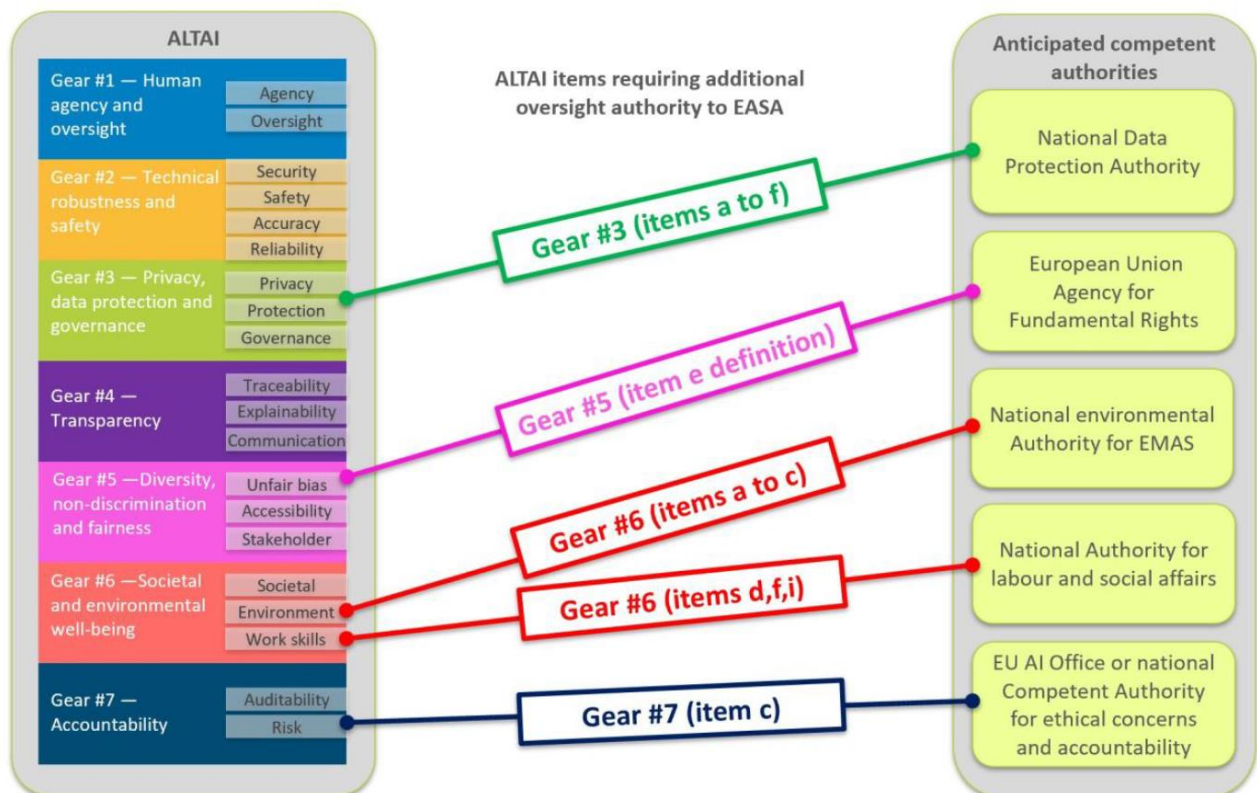 ALTAI
Gear #1 — Human
agency and
oversight
Agency
Oversight
Gear #2 — Technical
robustness and
safety
Security
Safety
Accuracy
Reliability
Gear #3 — Privacy,
data protection and
governance
Privacy
Protection
Governance
Gear #4 —
Transparency
Traceability
Explainability
Communication
Gear #5 —Diversity,
non-discrimination
and fairness
Unfair bias
Accessibility
Stakeholder
Gear #6 —Societal
and environmental
well-being
Societal
Environment
Work skills
Gear #7 —
Accountability
Auditability
Risk
ALTAI items requiring additional
oversight authority to EASA
Gear #3 (items a to f)
Gear #5 (item e definition)
Gear #6 (items a to c)
Gear #6 (items d,f,i)
Gear #7 (item c)
Anticipated competent
authorities
National Data
Protection Authority
European Union
Agency for
Fundamental Rights
National environmental
Authority for EMAS
National Authority for
labour and social affairs
EU AI Office or national
Competent Authority
for ethical concerns
and accountability